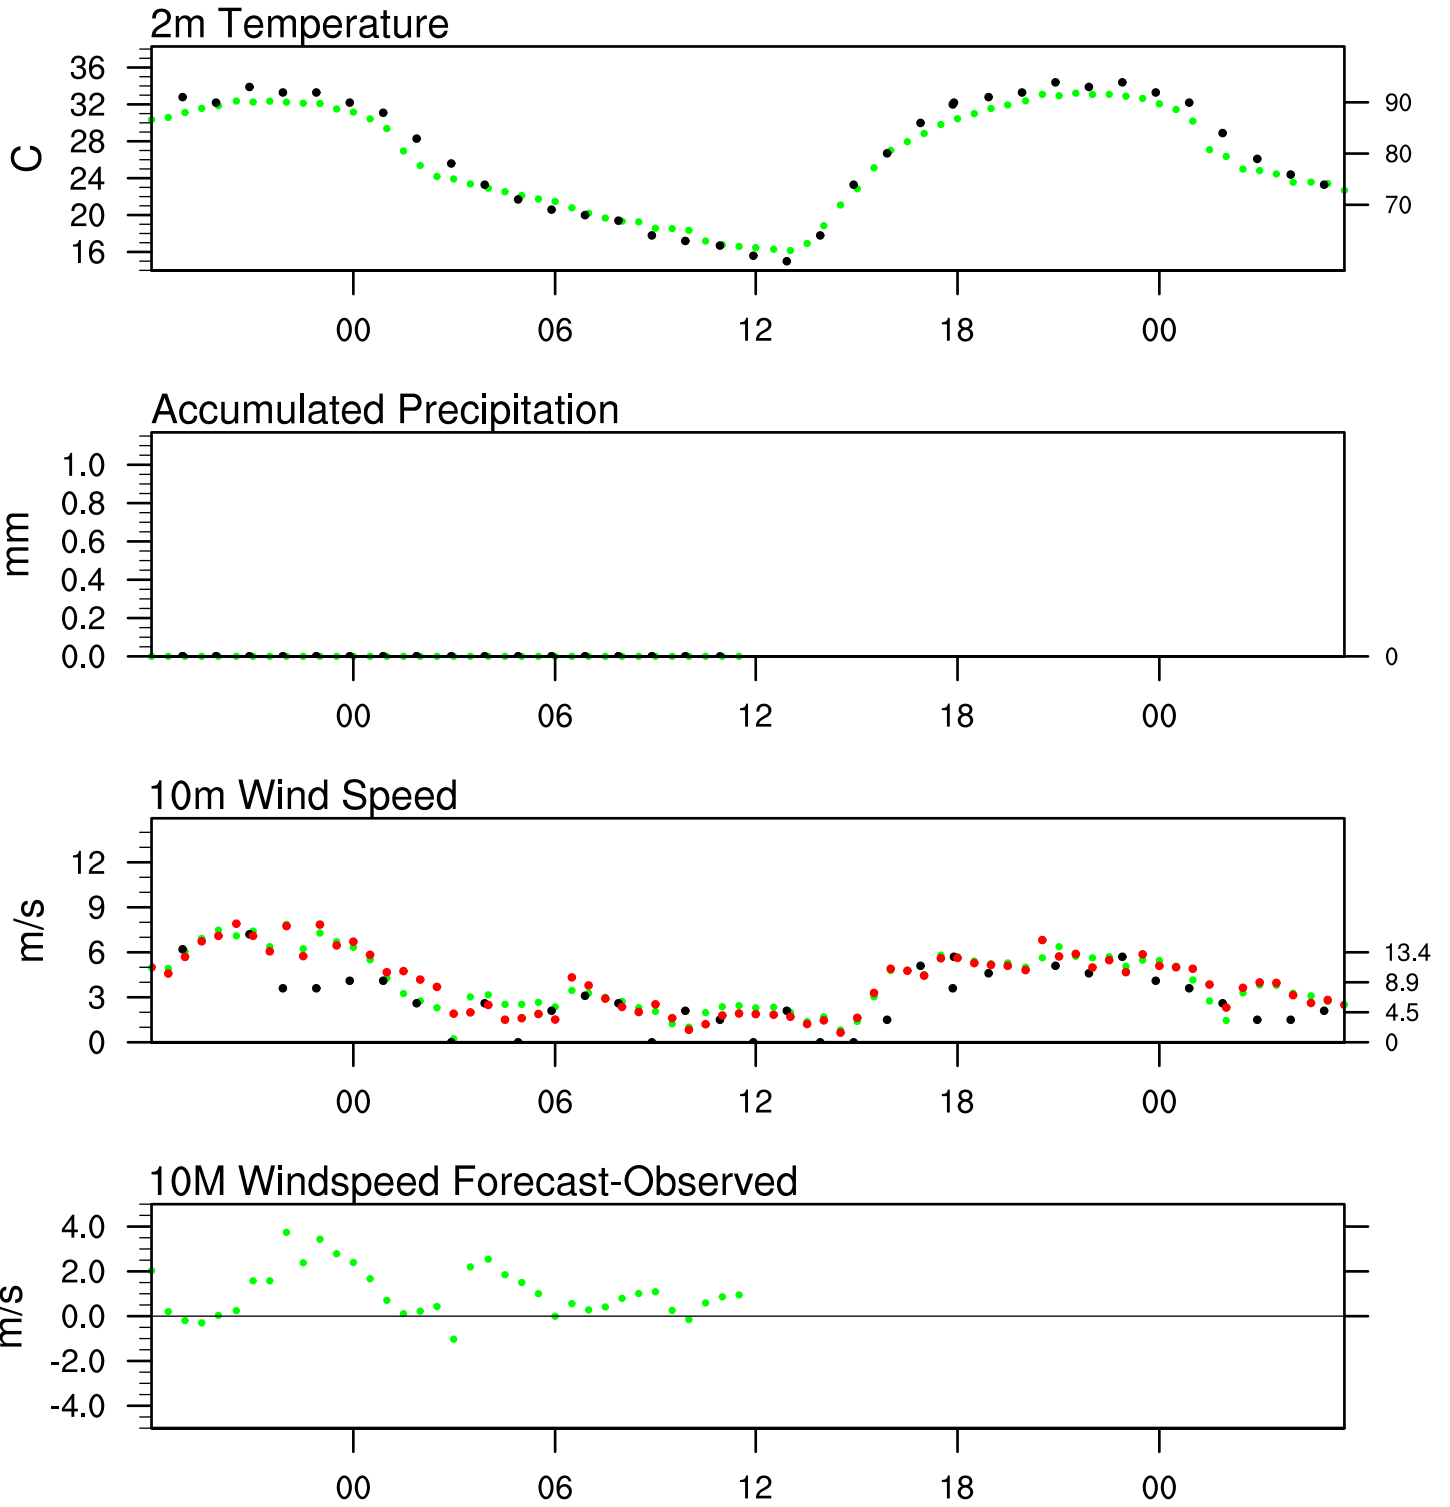 2m Temperature
36
32
28
24
20
16
C
90
80
70
00 06 12 18 00
Accumulated Precipitation
1.0
0.8
0.6
0.4
0.2
0.0
mm
0
00 06 12 18 00
10m Wind Speed
12
9
6
3
0
m/s
13.4
8.9
4.5
0
00 06 12 18 00
10M Windspeed Forecast-Observed
4.0
2.0
0.0
-2.0
-4.0
m/s
00 06 12 18 00